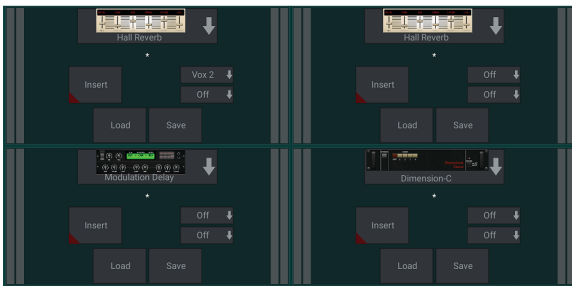 Hall Reverb
*
Insert
Vox 2
Off
Load Save
Hall Reverb
*
Insert
Off
Off
Load Save
Modulation Delay
*
Insert
Off
Off
Load Save
Dimension-C
*
Insert
Off
Off
Load Save